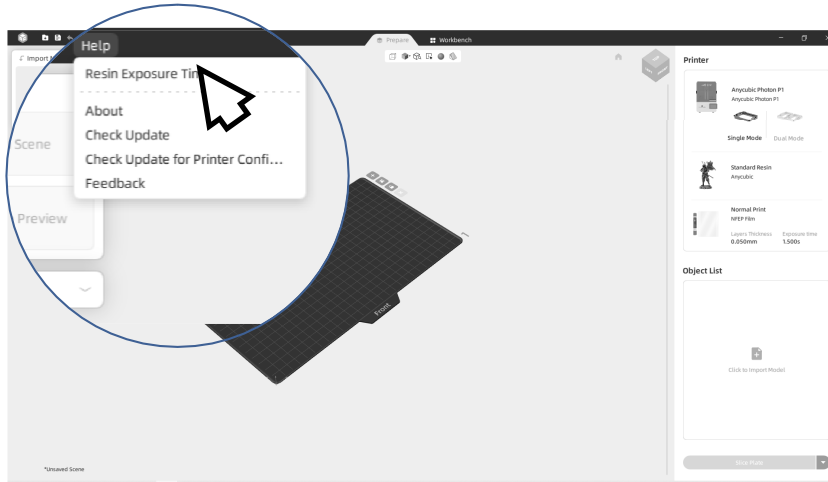 Prepare
Workbench
Import
Help
Resin Exposure
About
Check Update
Check Update for Printer Confi...
Feedback
Scene
Preview
Front
*Unsaved Scene
Printer
Anycubic Photon P1
Anycubic Photon P1
Single Mode Dual Mode
Standard Resin
Anycubic
Normal Print
NFEP Film
Layers Thickness Exposure time
0.050mm 1.500s
Object List
Click to Import Model
Slice Plate